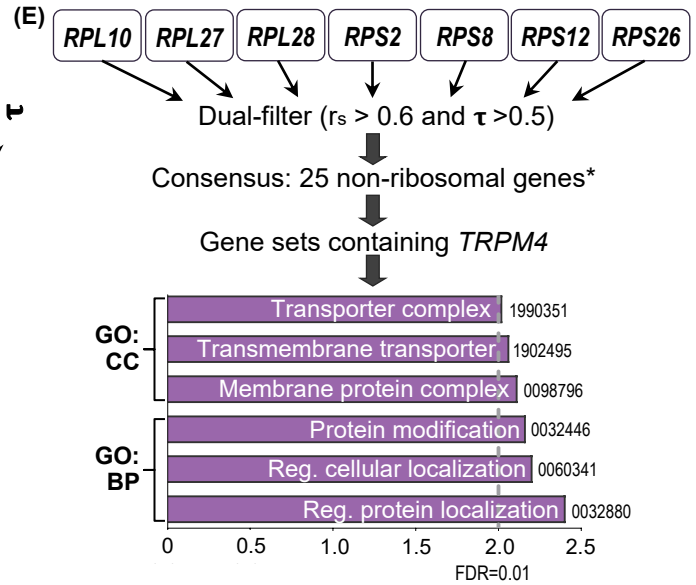 (E)
RPL10 RPL27 RPL28 RPS2 RPS8 RPS12 RPS26
τ
Dual-filter (rs > 0.6 and τ >0.5)
Consensus: 25 non-ribosomal genes*
Gene sets containing TRPM4
GO:
CC
Transporter complex 1990351
Transmembrane transporter 1902495
Membrane protein complex 0098796
GO:
BP
Protein modification 0032446
Reg. cellular localization 0060341
Reg. protein localization 0032880
0 0.5 1.0 1.5 2.0 2.5
FDR=0.01